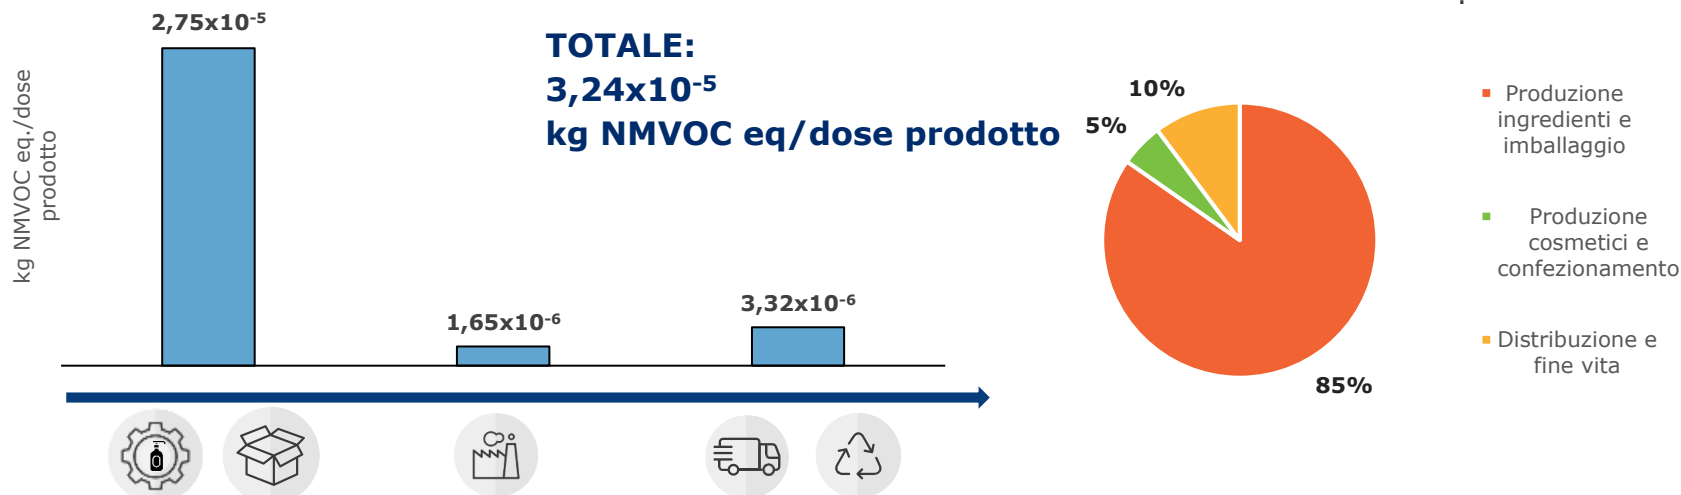 2,75x10⁻⁵
kg NMVOC eq./dose
prodotto
1,65x10⁻⁶
3,32x10⁻⁶
TOTALE:
3,24x10⁻⁵
kg NMVOC eq/dose prodotto
10%
5%
85%
Produzione
ingredienti e
imballaggio
Produzione
cosmetici e
confezionamento
Distribuzione e
fine vita